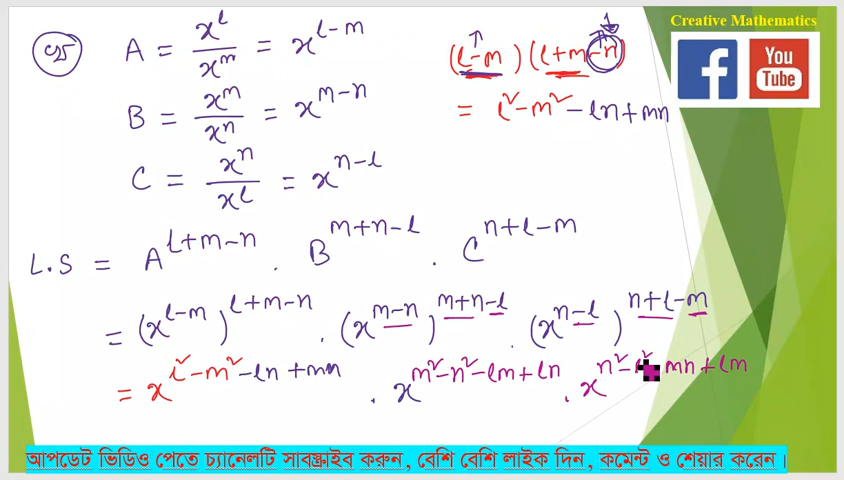 Creative Mathematics
f You Tube
A = x^l / x^m = x^{l-m}
(l-m)(l+m-n)
= l²-m²-ln+mn
B = x^m / x^n = x^{m-n}
C = x^n / x^l = x^{n-l}
L.S = A^{l+m-n} . B^{m+n-l} . C^{n+l-m}
= (x^{l-m})^{l+m-n} . (x^{m-n})^{m+n-l} . (x^{n-l})^{n+l-m}
= x^{l²-m²-ln+mn} . x^{m²-n²-lm+ln} . x^{n²-l² mn+lm}
আপডেট ভিডিও পেতে চ্যানেলটি সাবস্ক্রাইব করুন, বেশি বেশি লাইক দিন, কমেন্ট ও শেয়ার করেন।